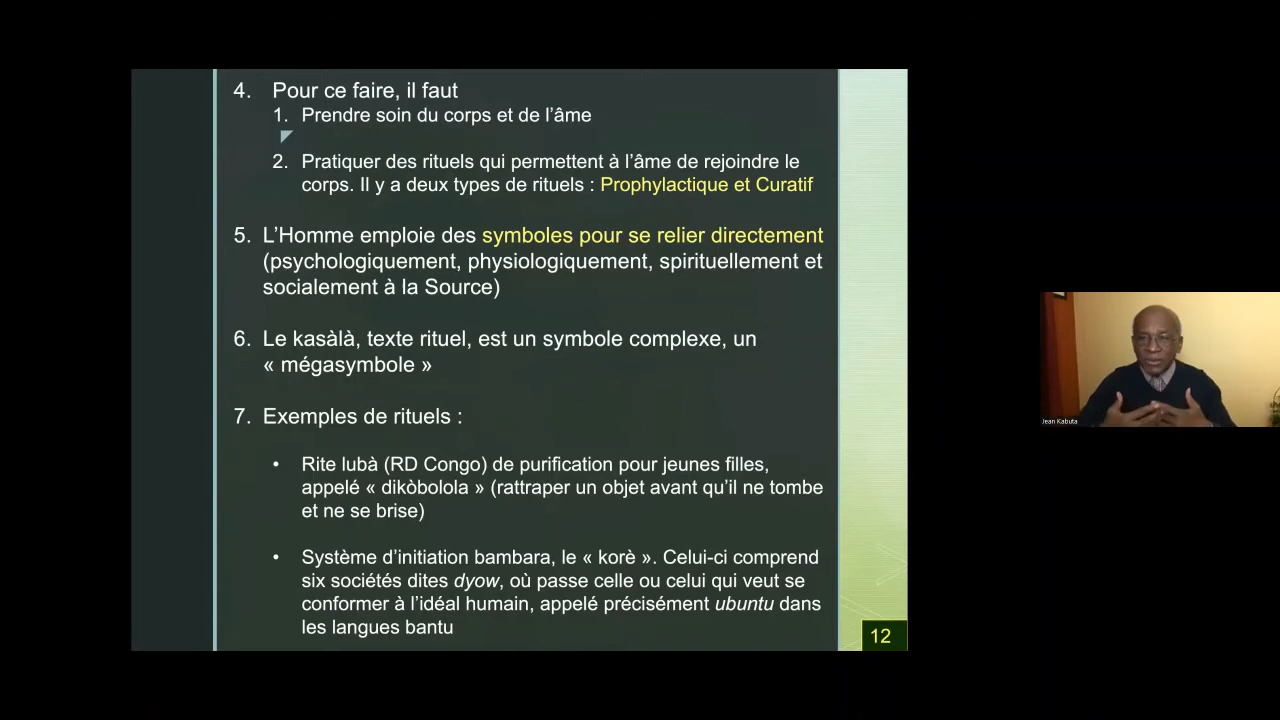 4. Pour ce faire, il faut
1. Prendre soin du corps et de l’âme
2. Pratiquer des rituels qui permettent à l’âme de rejoindre le
corps. Il y a deux types de rituels : Prophylactique et Curatif
5. L’Homme emploie des symboles pour se relier directement
(psychologiquement, physiologiquement, spirituellement et
socialement à la Source)
6. Le kasàlà, texte rituel, est un symbole complexe, un
« mégasymbole »
7. Exemples de rituels :
• Rite lubà (RD Congo) de purification pour jeunes filles,
appelé « dikòbolola » (rattraper un objet avant qu’il ne tombe
et ne se brise)
• Système d’initiation bambara, le « korè ». Celui-ci comprend
six sociétés dites dyow, où passe celle ou celui qui veut se
conformer à l’idéal humain, appelé précisément ubuntu dans
les langues bantu
12
Jean Kabuta